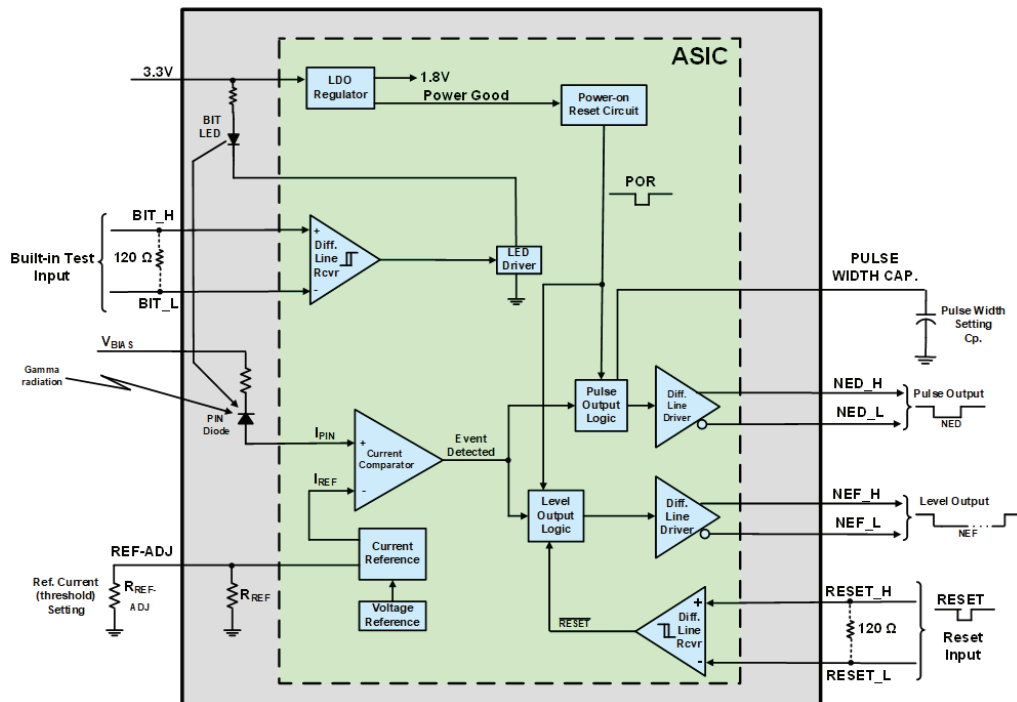 ASIC
3.3V
LDO
Regulator
1.8V
Power Good
Power-on
Reset Circuit
BIT
LED
POR
BIT_H
Built-in Test
Input
120 Ω
BIT_L
+
Diff.
Line
Rcvr
-
LED
Driver
PULSE
WIDTH CAP.
Pulse Width
Setting
Cp.
VBIAS
Gamma
radiation
PIN
Diode
IPIN
+
Current
Comparator
IREF
-
Event
Detected
Pulse
Output
Logic
Diff.
Line
Driver
NED_H
NED_L
Pulse Output
NED
Level
Output
Logic
Diff.
Line
Driver
NEF_H
NEF_L
Level Output
NEF
REF-ADJ
Ref. Current
(threshold)
Setting
RREF-
ADJ
RREF
Current
Reference
Voltage
Reference
RESET
+
Diff.
Line
Rcvr
-
RESET_H
120 Ω
RESET_L
RESET
Reset
Input